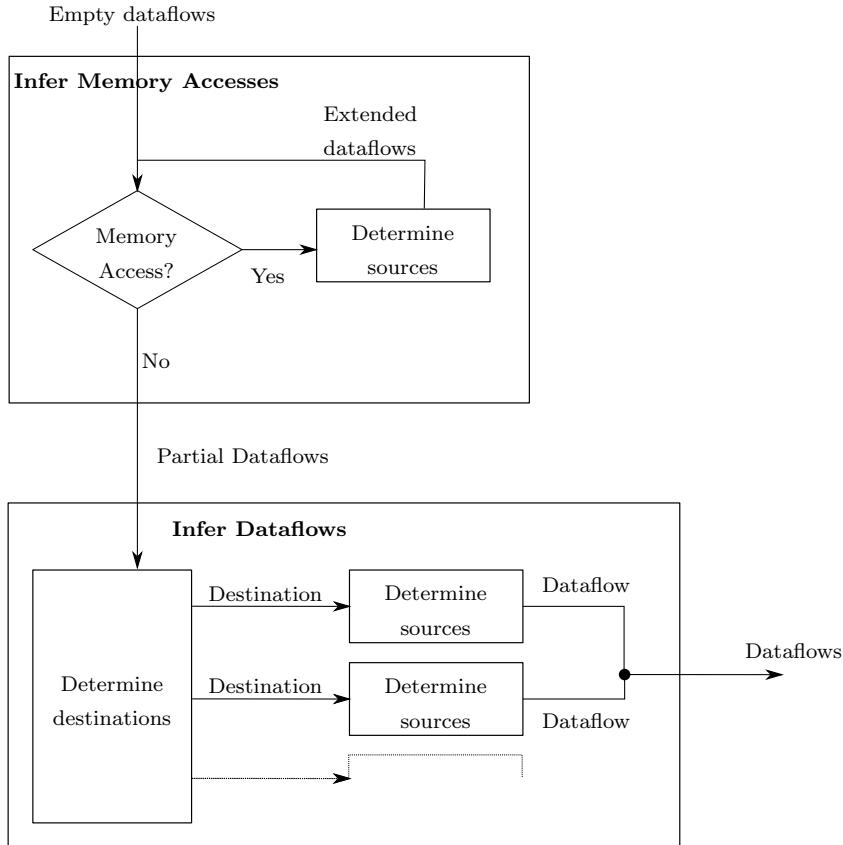 Empty dataflows
Infer Memory Accesses
Extended
dataflows
Memory
Access?
Yes
Determine
sources
No
Partial Dataflows
Infer Dataflows
Destination
Determine
sources
Dataflow
Dataflows
Determine
destinations
Destination
Determine
sources
Dataflow